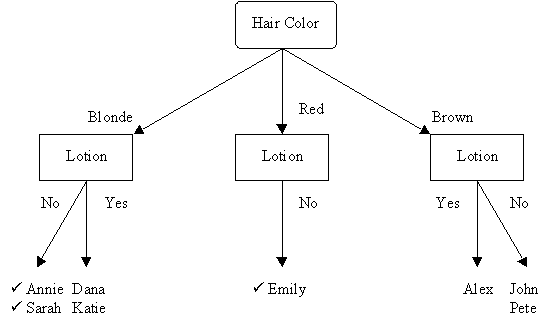 Hair Color
Blonde
Red
Brown
Lotion
Lotion
Lotion
No
Yes
No
Yes
No
✓ Annie
✓ Sarah
Dana
Katie
✓ Emily
Alex
John
Pete